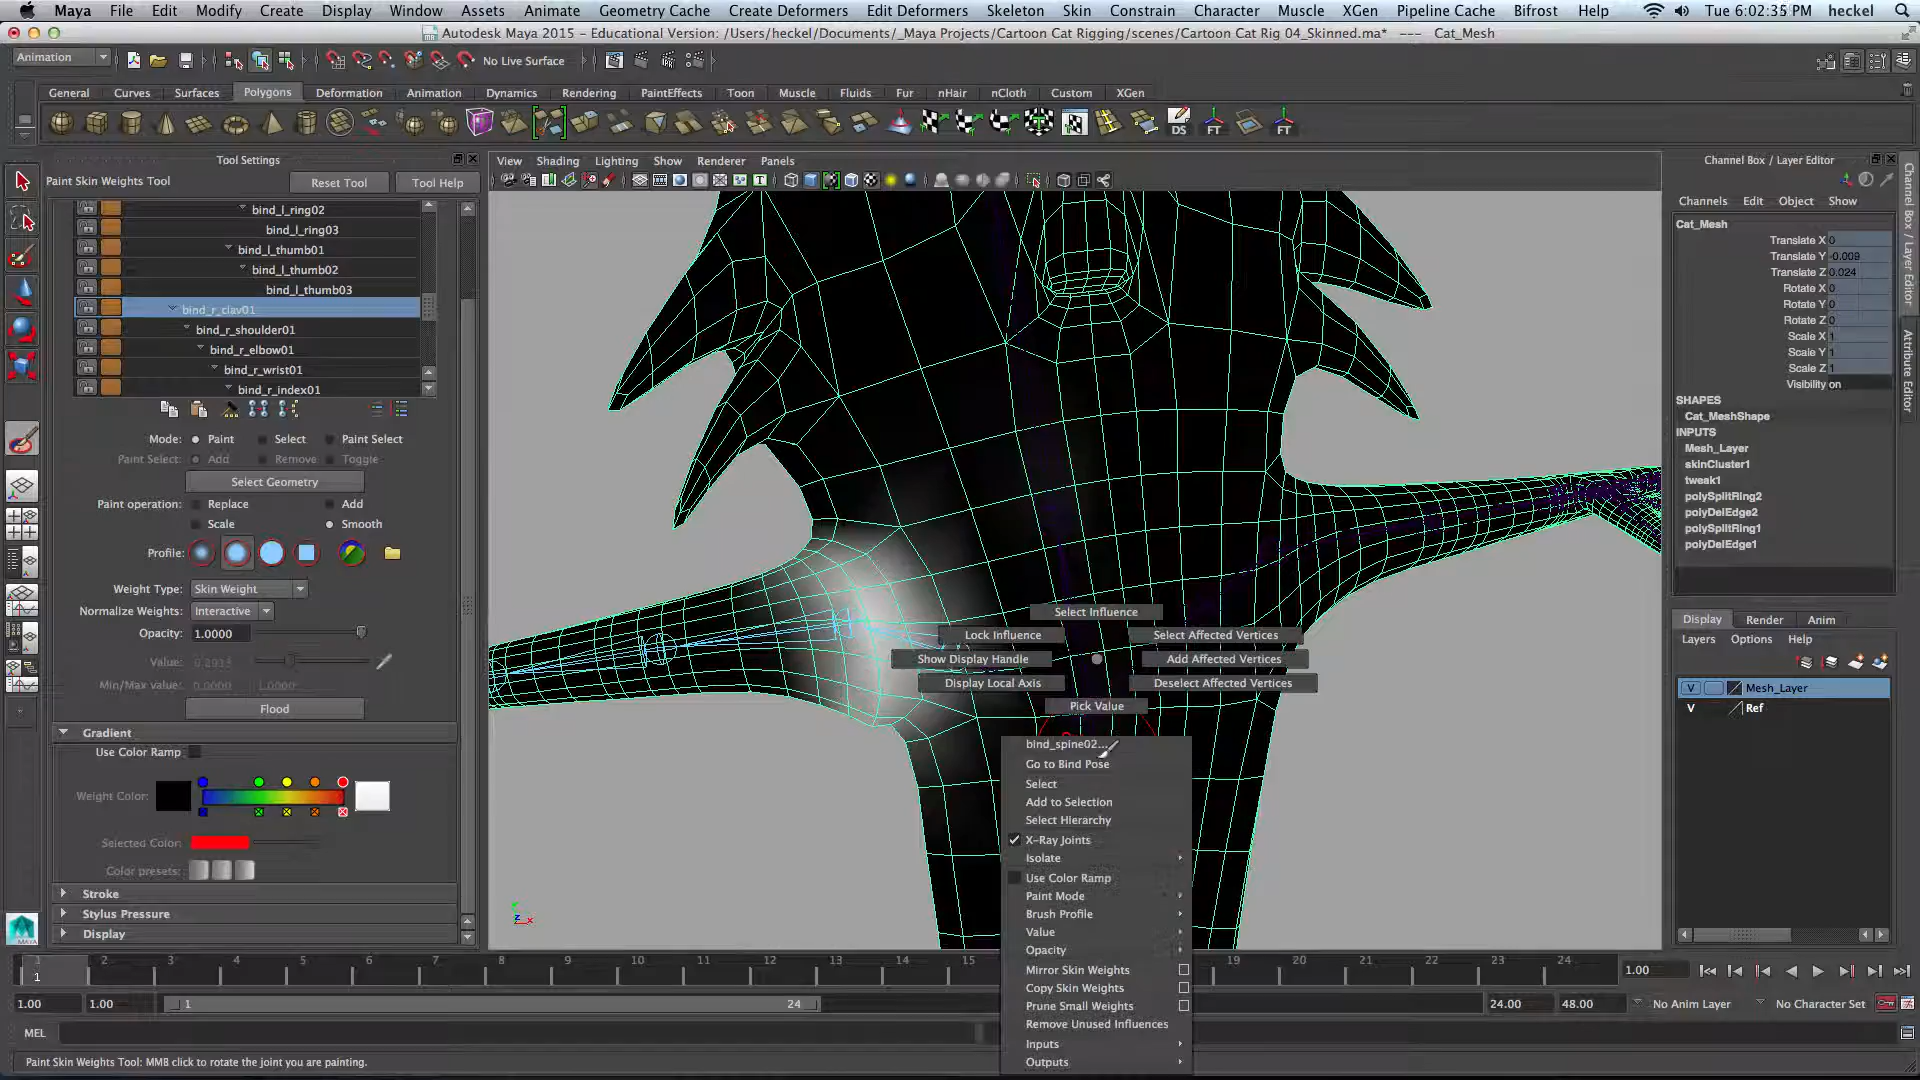 Maya File Edit Modify Create Display Window Assets Animate Geometry Cache Create Deformers Edit Deformers Skeleton Skin Constrain Character Muscle XGen Pipeline Cache Bifrost Help Tue 6:02:35 PM heckel
Autodesk Maya 2015 - Educational Version: /Users/heckel/Documents/_Maya Projects/Cartoon Cat Rigging/scenes/Cartoon Cat Rig 04_Skinned.ma* --- Cat_Mesh
Animation
No Live Surface
General Curves Surfaces Polygons Deformation Animation Dynamics Rendering PaintEffects Toon Muscle Fluids Fur nHair nCloth Custom XGen
DS FT FT
Tool Settings
Paint Skin Weights Tool
Reset Tool
Tool Help
bind_l_ring02
bind_l_ring03
bind_l_thumb01
bind_l_thumb02
bind_l_thumb03
bind_r_clav01
bind_r_shoulder01
bind_r_elbow01
bind_r_wrist01
bind_r_index01
Mode: Paint Select Paint Select
Paint Select: Add Remove Toggle
Select Geometry
Paint operation: Replace Add
Scale Smooth
Profile:
Weight Type: Skin Weight
Normalize Weights: Interactive
Opacity: 1.0000
Value:
Min/Max value: 0.0000 1.0000
Flood
Gradient
Use Color Ramp
Weight Color:
Selected Color:
Color presets:
Stroke
Stylus Pressure
Display
View Shading Lighting Show Renderer Panels
Select Influence
Lock Influence
Select Affected Vertices
Show Display Handle
Add Affected Vertices
Display Local Axis
Deselect Affected Vertices
Pick Value
bind_spine02...
Go to Bind Pose
Select
Add to Selection
Select Hierarchy
X-Ray Joints
Isolate
Use Color Ramp
Paint Mode
Brush Profile
Value
Opacity
Mirror Skin Weights
Copy Skin Weights
Prune Small Weights
Remove Unused Influences
Inputs
Outputs
Channel Box / Layer Editor
Channels Edit Object Show
Cat_Mesh
Translate X 0
Translate Y -0.009
Translate Z 0.024
Rotate X 0
Rotate Y 0
Rotate Z 0
Scale X 1
Scale Y 1
Scale Z 1
Visibility on
SHAPES
Cat_MeshShape
INPUTS
Mesh_Layer
skinCluster1
tweak1
polySplitRing2
polyDelEdge2
polySplitRing1
polyDelEdge1
Display Render Anim
Layers Options Help
V Mesh_Layer
V Ref
Channel Box / Layer Editor
Attribute Editor
1 2 3 4 5 6 7 8 9 10 11 12 13 14 15 19 20 21 22 23 24
1
1.00
1.00 1.00 1 24 24.00 48.00 No Anim Layer No Character Set
MEL
Paint Skin Weights Tool: MMB click to rotate the joint you are painting.